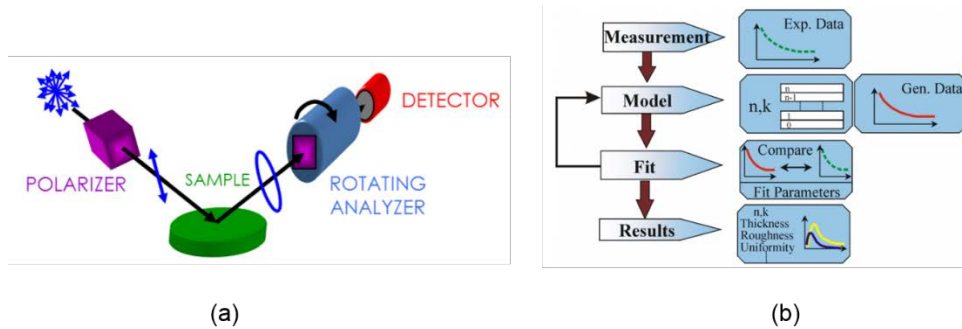 POLARIZER
SAMPLE
DETECTOR
ROTATING
ANALYZER
(a)
Measurement
Exp. Data
Model
n,k
n
n-1
1
0
Gen. Data
Fit
Compare
Fit Parameters
Results
n,k
Thickness
Roughness
Uniformity
(b)